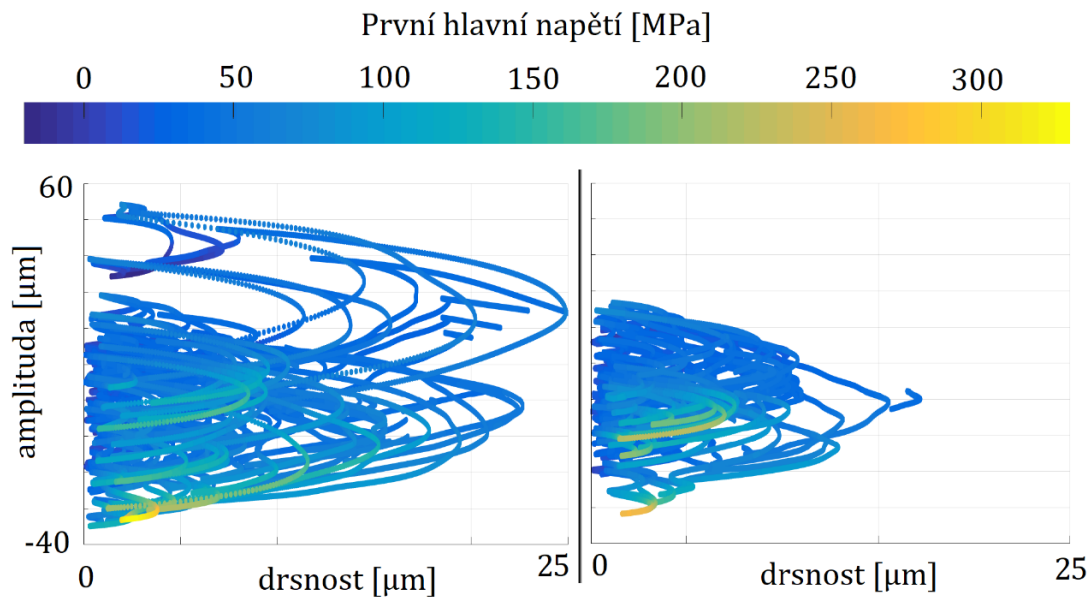 První hlavní napětí [MPa]
0 50 100 150 200 250 300
60
amplituda [μm]
-40
0 drsnost [μm] 25
0 drsnost [μm] 25